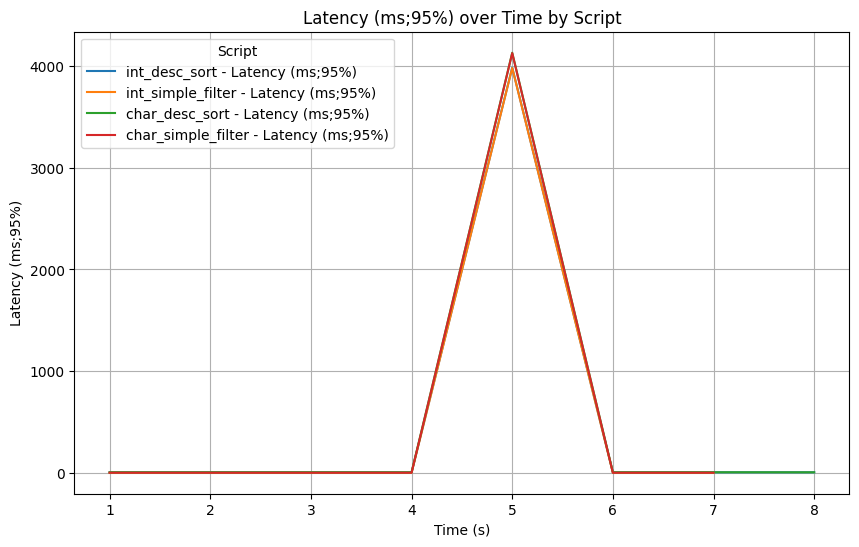 Latency (ms;95%) over Time by Script
Script
int_desc_sort - Latency (ms;95%)
int_simple_filter - Latency (ms;95%)
char_desc_sort - Latency (ms;95%)
char_simple_filter - Latency (ms;95%)
Latency (ms;95%)
4000
3000
2000
1000
0
1 2 3 4 5 6 7 8
Time (s)